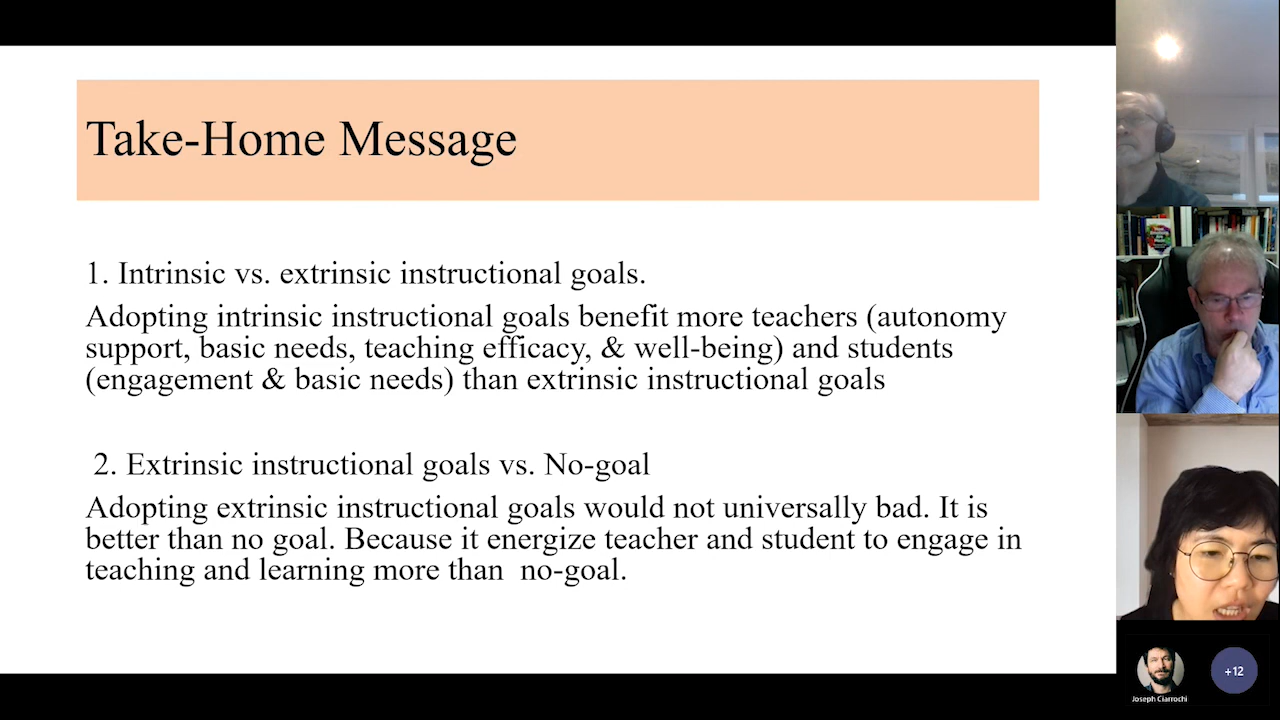 Take-Home Message
1. Intrinsic vs. extrinsic instructional goals.
Adopting intrinsic instructional goals benefit more teachers (autonomy
support, basic needs, teaching efficacy, & well-being) and students
(engagement & basic needs) than extrinsic instructional goals
2. Extrinsic instructional goals vs. No-goal
Adopting extrinsic instructional goals would not universally bad. It is
better than no goal. Because it energize teacher and student to engage in
teaching and learning more than no-goal.
Joseph Ciarrochi
+12